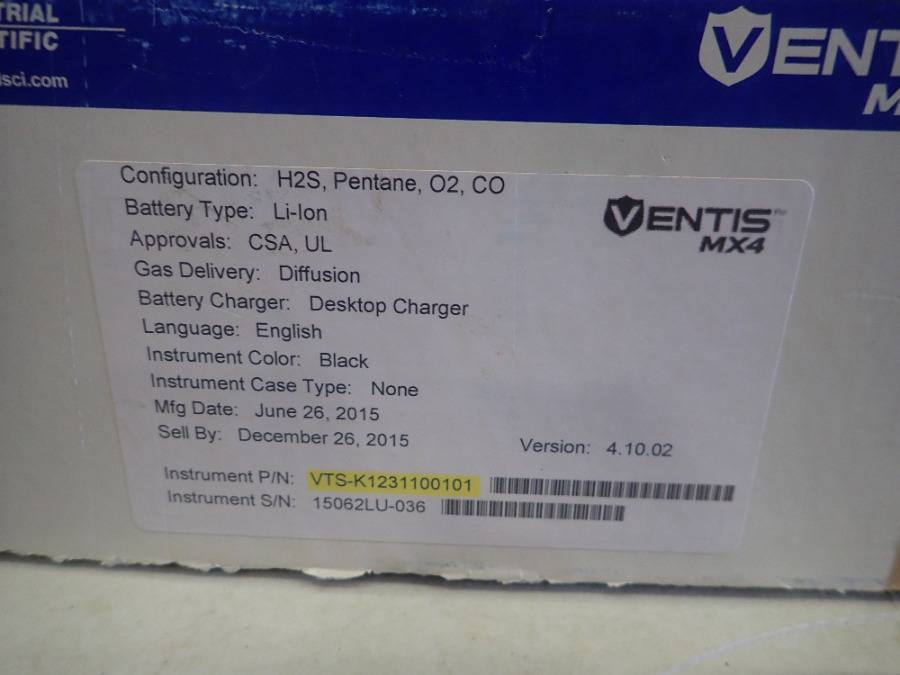 TRIAL
TIFIC
sci.com
VENT
M
Configuration: H2S, Pentane, O2, CO
VENTIS™
MX4
Battery Type: Li-Ion
Approvals: CSA, UL
Gas Delivery: Diffusion
Battery Charger: Desktop Charger
Language: English
Instrument Color: Black
Instrument Case Type: None
Mfg Date: June 26, 2015
Sell By: December 26, 2015
Version: 4.10.02
Instrument P/N: VTS-K1231100101
Instrument S/N: 15062LU-036